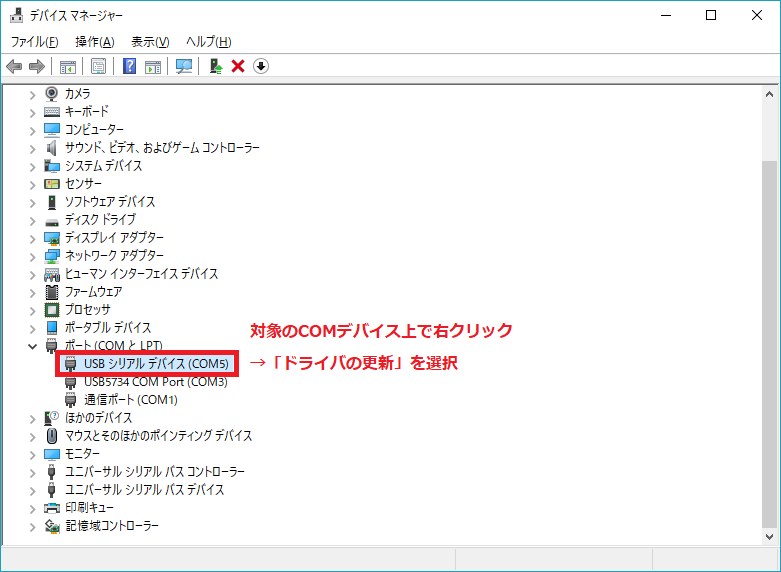 デバイス マネージャー
ファイル(F) 操作(A) 表示(V) ヘルプ(H)
カメラ
キーボード
コンピューター
サウンド、ビデオ、およびゲーム コントローラー
システム デバイス
センサー
ソフトウェア デバイス
ディスク ドライブ
ディスプレイ アダプター
ネットワーク アダプター
ヒューマン インターフェイス デバイス
ファームウェア
プロセッサ
ポータブル デバイス
ポート (COM と LPT)
USB シリアル デバイス (COM5)
USB5734 COM Port (COM3)
通信ポート (COM1)
ほかのデバイス
マウスとそのほかのポインティング デバイス
モニター
ユニバーサル シリアル バス コントローラー
ユニバーサル シリアル バス デバイス
印刷キュー
記憶域コントローラー
対象のCOMデバイス上で右クリック
→「ドライバの更新」を選択